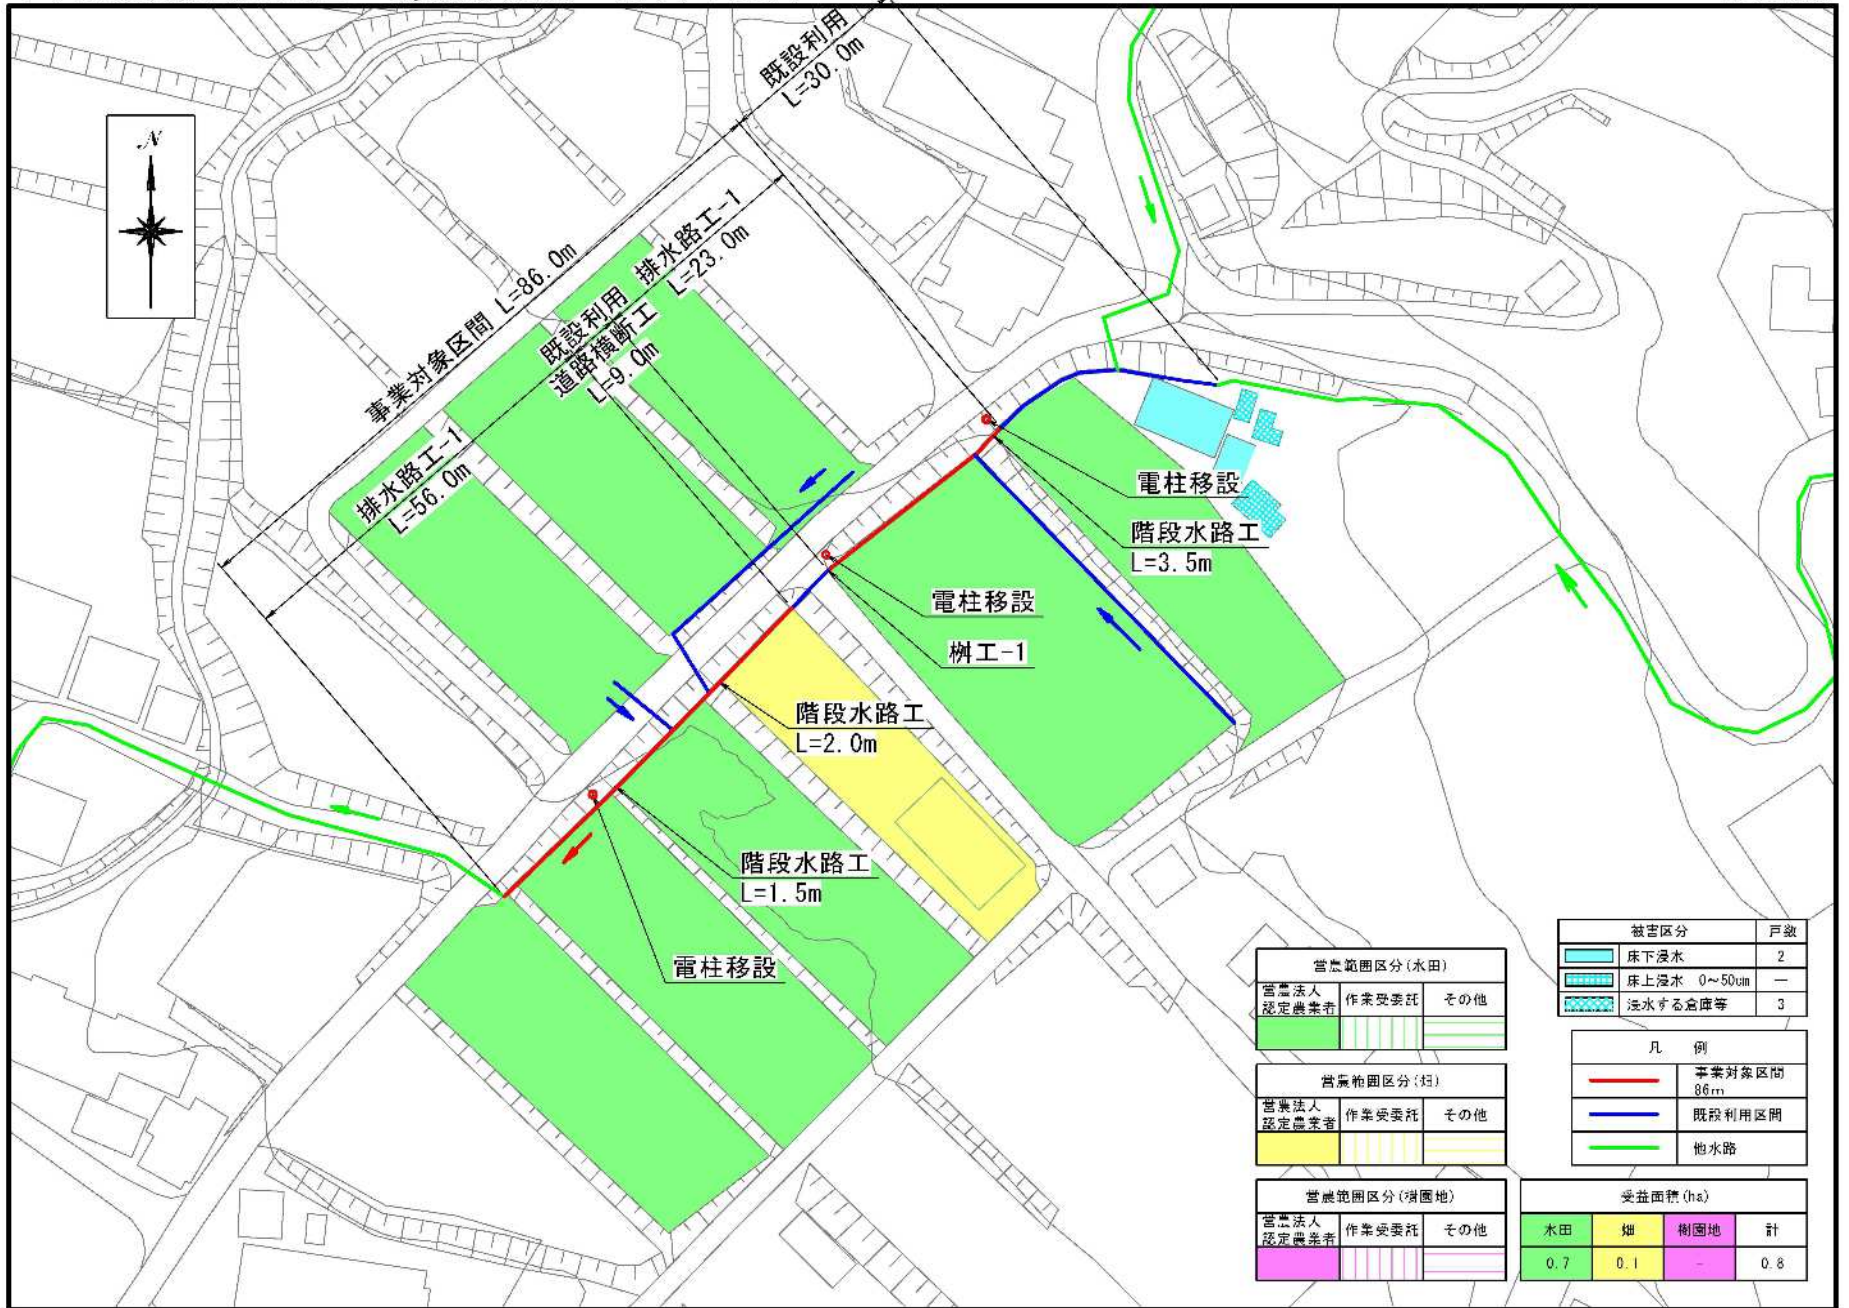 既設利用
L=30.0m
N
事業対象区間 L=86.0m
排水路工-1
L=23.0m
既設利用
道路横断工
L=9.0m
排水路工-1
L=56.0m
電柱移設
階段水路工
L=3.5m
電柱移設
桝工-1
階段水路工
L=2.0m
階段水路工
L=1.5m
電柱移設
被害区分 戸数
床下浸水 2
床上浸水 0～50cm —
浸水する倉庫等 3
凡 例
事業対象区間
86m
既設利用区間
他水路
営農範囲区分(水田)
営農法人
認定農業者 作業受委託 その他
営農範囲区分(畑)
営農法人
認定農業者 作業受委託 その他
営農範囲区分(樹園地)
営農法人
認定農業者 作業受委託 その他
受益面積(ha)
水田 畑 樹園地 計
0.7 0.1 - 0.8